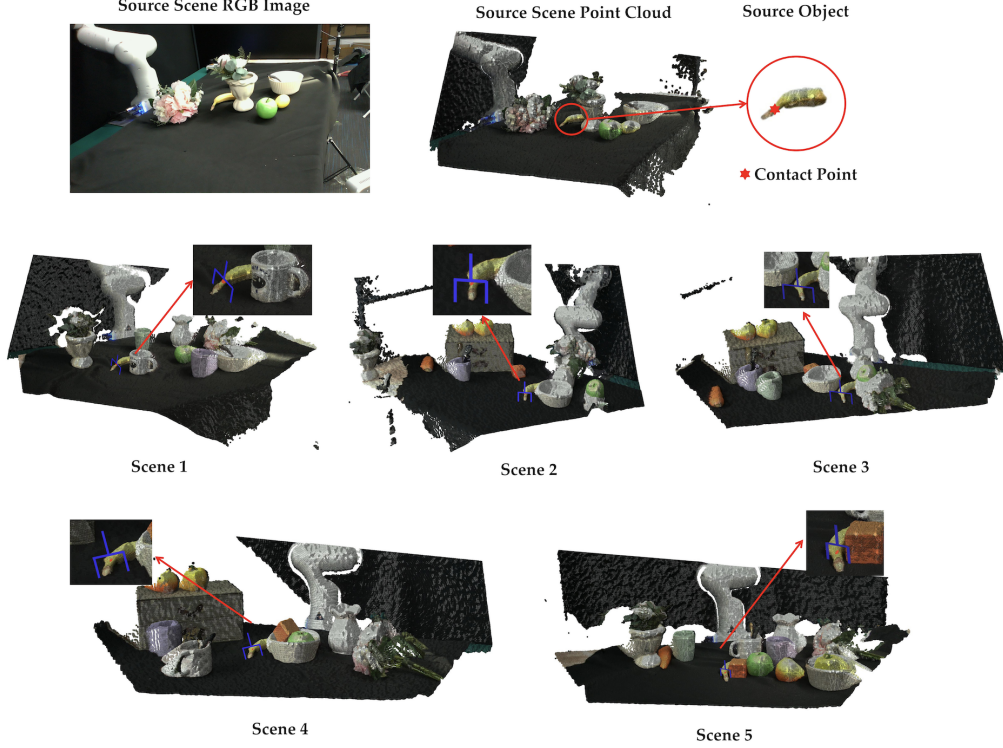 Source Scene RGB Image
Source Scene Point Cloud
Source Object
Contact Point
Scene 1
Scene 2
Scene 3
Scene 4
Scene 5